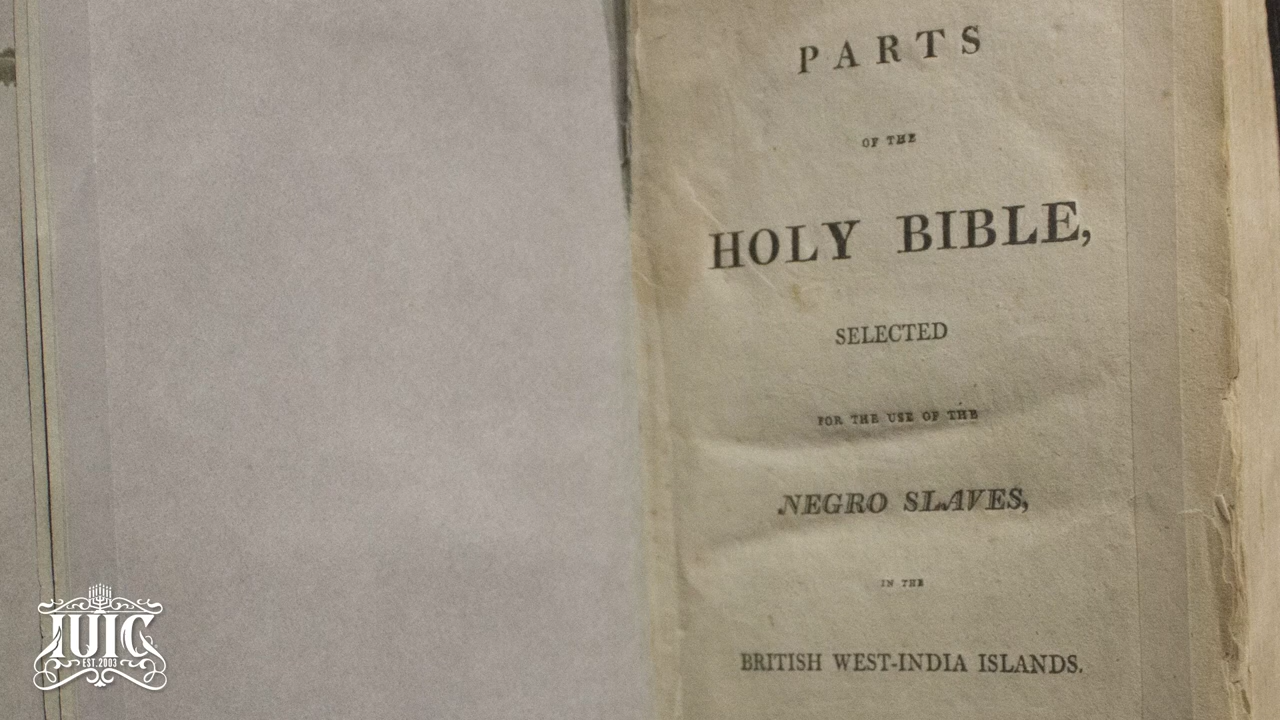 PARTS
OF THE
HOLY BIBLE,
SELECTED
FOR THE USE OF THE
NEGRO SLAVES,
IN THE
BRITISH WEST-INDIA ISLANDS.
IUIC
EST.2003